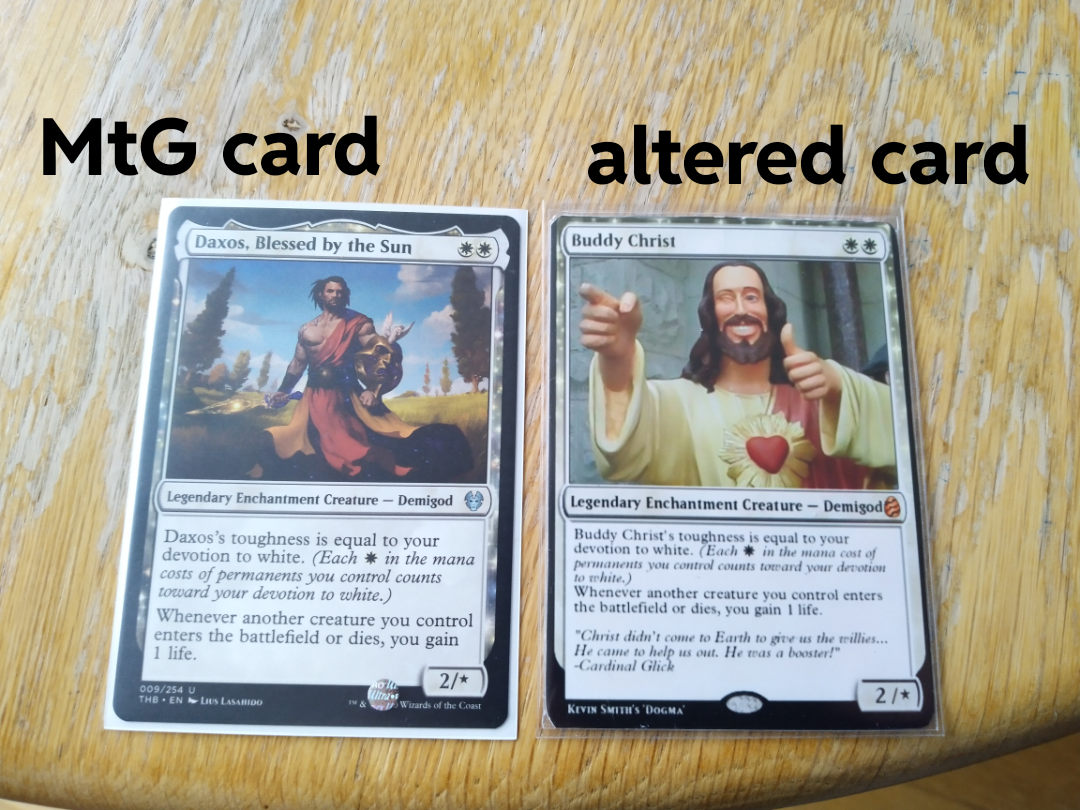 MtG card
altered card
Daxos, Blessed by the Sun
Legendary Enchantment Creature — Demigod
Daxos's toughness is equal to your
devotion to white. (Each in the mana
costs of permanents you control counts
toward your devotion to white.)
Whenever another creature you control
enters the battlefield or dies, you gain
1 life.
2/★
009/254 U
THB • EN LIUS LASAHIDO
™ & Wizards of the Coast
Buddy Christ
Legendary Enchantment Creature — Demigod
Buddy Christ's toughness is equal to your
devotion to white. (Each in the mana cost of
permanents you control counts toward your devotion
to white.)
Whenever another creature you control enters
the battlefield or dies, you gain 1 life.
"Christ didn't come to Earth to give us the willies...
He came to help us out. He was a booster!"
-Cardinal Glick
2/★
KEVIN SMITH'S 'DOGMA'